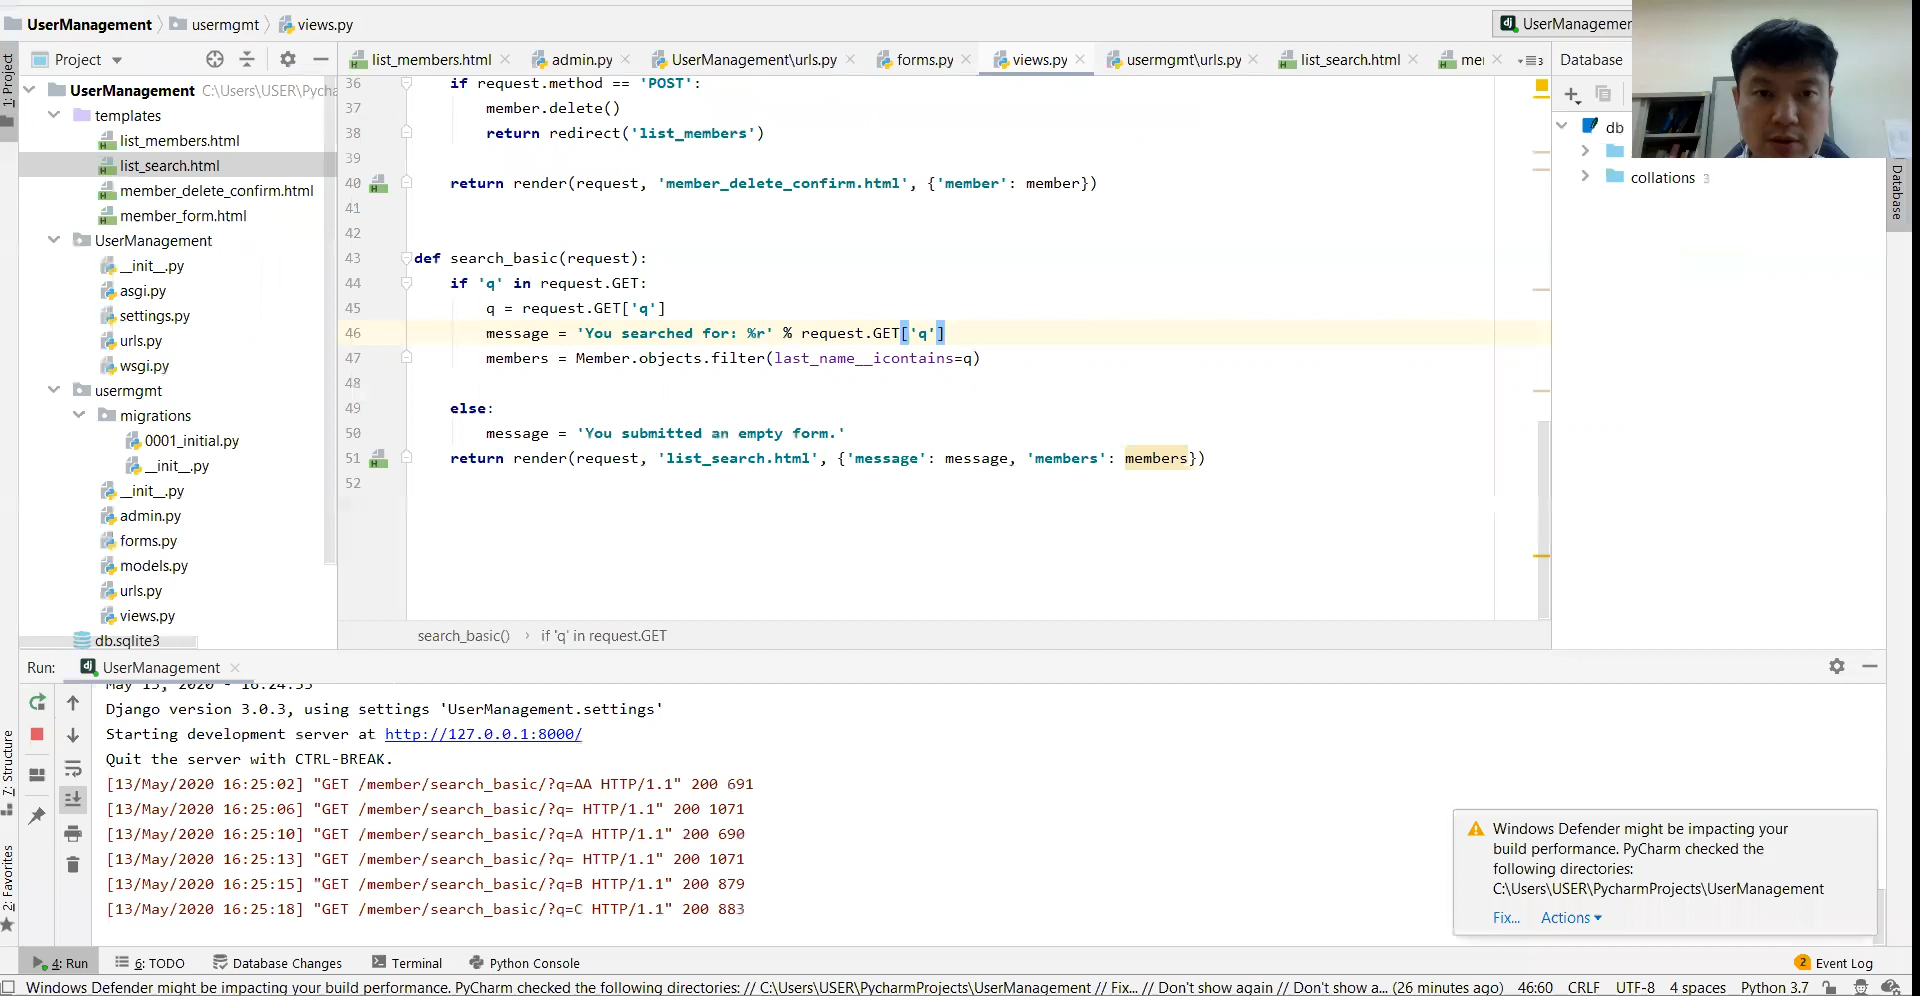 UserManagement
usermgmt
views.py
UserManagemen
1: Project
Project
list_members.html
admin.py
UserManagement\urls.py
forms.py
views.py
usermgmt\urls.py
list_search.html
Database
UserManagement C:\Users\USER\Pycha
templates
list_members.html
list_search.html
member_delete_confirm.html
member_form.html
UserManagement
__init__.py
asgi.py
settings.py
urls.py
wsgi.py
usermgmt
migrations
0001_initial.py
__init__.py
__init__.py
admin.py
forms.py
models.py
urls.py
views.py
db.sqlite3
36 if request.method == 'POST':
37 member.delete()
38 return redirect('list_members')
39
40 return render(request, 'member_delete_confirm.html', {'member': member})
41
42
43 def search_basic(request):
44 if 'q' in request.GET:
45 q = request.GET['q']
46 message = 'You searched for: %r' % request.GET['q']
47 members = Member.objects.filter(last_name__icontains=q)
48
49 else:
50 message = 'You submitted an empty form.'
51 return render(request, 'list_search.html', {'message': message, 'members': members})
52
search_basic() › if 'q' in request.GET
db
collations 3
Database
Run: UserManagement
Django version 3.0.3, using settings 'UserManagement.settings'
Starting development server at http://127.0.0.1:8000/
Quit the server with CTRL-BREAK.
[13/May/2020 16:25:02] "GET /member/search_basic/?q=AA HTTP/1.1" 200 691
[13/May/2020 16:25:06] "GET /member/search_basic/?q= HTTP/1.1" 200 1071
[13/May/2020 16:25:10] "GET /member/search_basic/?q=A HTTP/1.1" 200 690
[13/May/2020 16:25:13] "GET /member/search_basic/?q= HTTP/1.1" 200 1071
[13/May/2020 16:25:15] "GET /member/search_basic/?q=B HTTP/1.1" 200 879
[13/May/2020 16:25:18] "GET /member/search_basic/?q=C HTTP/1.1" 200 883
7: Structure
2: Favorites
Windows Defender might be impacting your
build performance. PyCharm checked the
following directories:
C:\Users\USER\PycharmProjects\UserManagement
Fix... Actions
4: Run
6: TODO
Database Changes
Terminal
Python Console
2 Event Log
Windows Defender might be impacting your build performance. PyCharm checked the following directories: // C:\Users\USER\PycharmProjects\UserManagement // Fix... // Don't show again // Don't show a... (26 minutes ago) 46:60 CRLF UTF-8 4 spaces Python 3.7